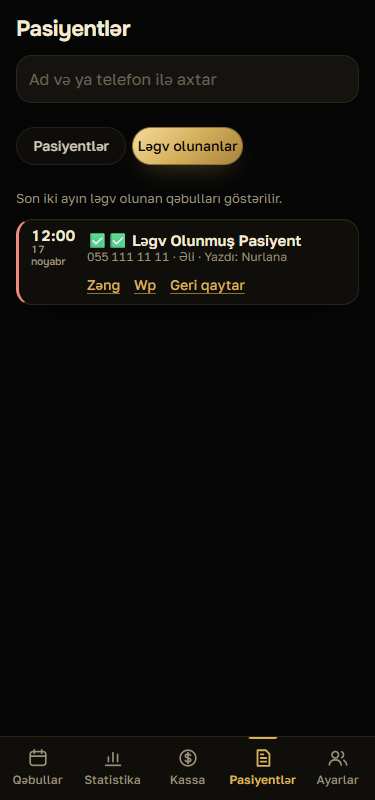 Pasiyentlər
Ad və ya telefon ilə axtar
Pasiyentlər
Ləgv olunanlar
Son iki ayın ləgv olunan qəbulları göstərilir.
12:00
17
noyabr
✅ ✅ Ləgv Olunmuş Pasiyent
055 111 11 11 · Əli · Yazdı: Nurlana
Zəng Wp Geri qaytar
Qəbullar Statistika Kassa Pasiyentlər Ayarlar